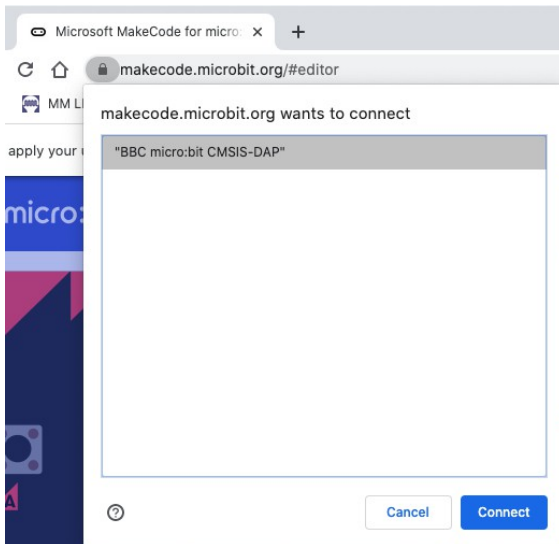 Microsoft MakeCode for micro:
makecode.microbit.org/#editor
MM L
makecode.microbit.org wants to connect
apply your
"BBC micro:bit CMSIS-DAP"
micro:
A
Cancel
Connect